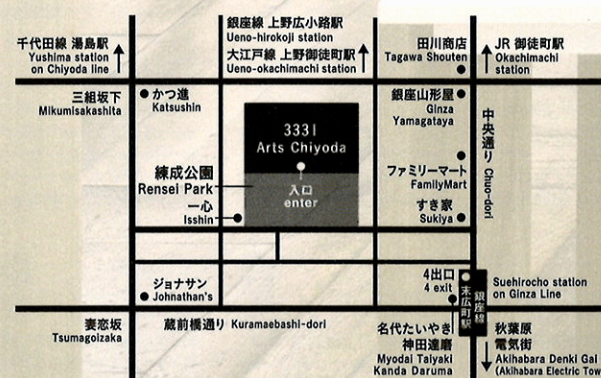 千代田線 湯島駅
Yushima station
on Chiyoda line
銀座線 上野広小路駅
Ueno-hirokoji station
大江戸線 上野御徒町駅
Ueno-okachimachi station
田川商店
Tagawa Shouten
JR 御徒町駅
Okachimachi
station
三組坂下
Mikumisakashita
かつ進
Katsushin
3331
Arts Chiyoda
入口
enter
銀座山形屋
Ginza
Yamagataya
中央通り Chuo-dori
練成公園
Rensei Park
一心
Isshin
ファミリーマート
FamilyMart
すき家
Sukiya
ジョナサン
Johnathan's
4出口
4 exit
銀座線
末広町駅
Suehirocho station
on Ginza Line
妻恋坂
Tsumagoizaka
蔵前橋通り Kuramaebashi-dori
名代たいやき
神田達磨
Myodai Taiyaki
Kanda Daruma
秋葉原
電気街
Akihabara Denki Gai
(Akihabara Electric Tow